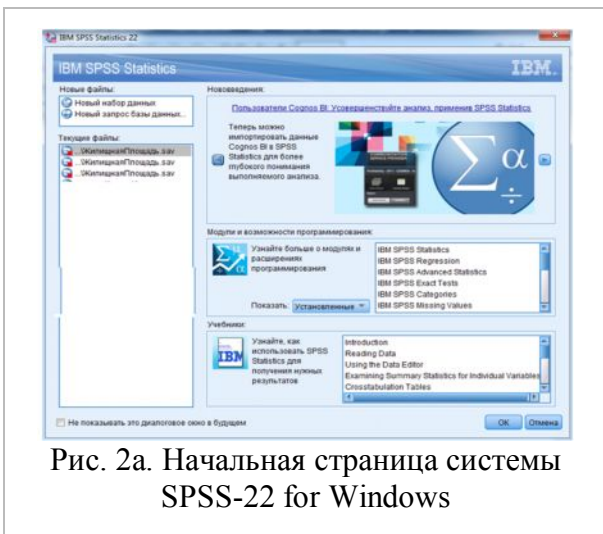 IBM SPSS Statistics 22
IBM SPSS Statistics
IBM.
Новые файлы:
Новый набор данных
Новый запрос базы данных...
Текущие файлы:
...\ЖилищнаяПлощадь.sav
...\ЖилищнаяПлощадь.sav
...\ЖилищнаяПлощадь.sav
Нововведения:
Пользователи Cognos BI: Усовершенствуйте анализ, применив SPSS Statistics
Теперь можно
импортировать данные
Cognos BI в SPSS
Statistics для более
глубокого понимания
выполняемого анализа.
Σ α ÷
Модули и возможности программирования:
Узнайте больше о модулях и
расширениях
программирования
Показать: Установленные
IBM SPSS Statistics
IBM SPSS Regression
IBM SPSS Advanced Statistics
IBM SPSS Exact Tests
IBM SPSS Categories
IBM SPSS Missing Values
Учебники:
IBM
Узнайте, как
использовать SPSS
Statistics для
получения нужных
результатов
Introduction
Reading Data
Using the Data Editor
Examining Summary Statistics for Individual Variables
Crosstabulation Tables
Не показывать это диалоговое окно в будущем
OK Отмена
Рис. 2а. Начальная страница системы
SPSS-22 for Windows